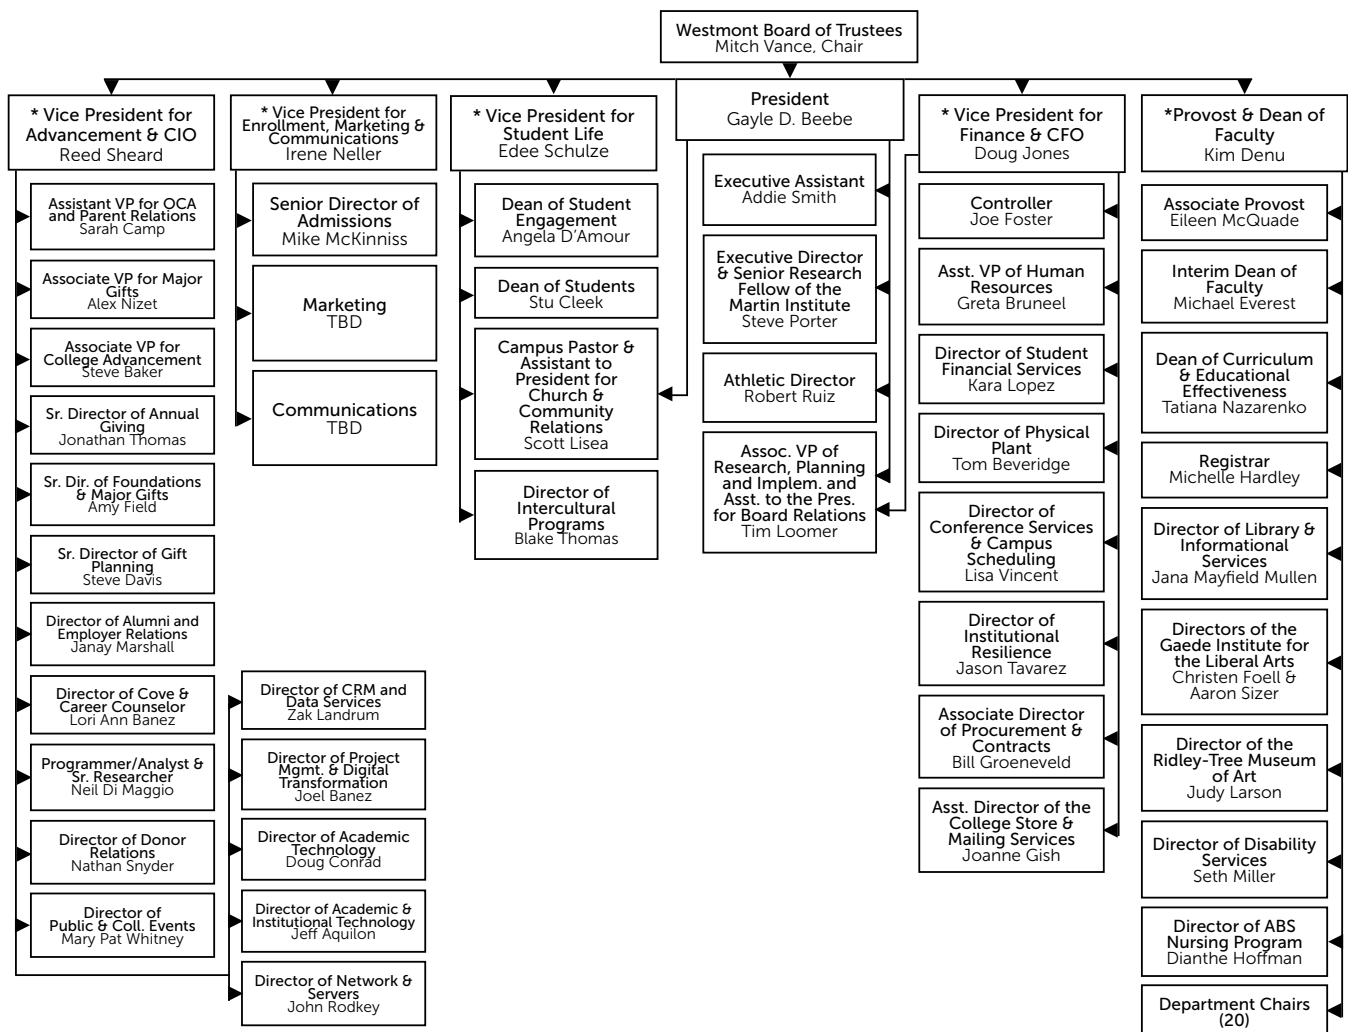 Westmont Board of Trustees
Mitch Vance, Chair
* Vice President for
Advancement & CIO
Reed Sheard
* Vice President for
Enrollment, Marketing &
Communications
Irene Neller
* Vice President for
Student Life
Edee Schulze
President
Gayle D. Beebe
* Vice President for
Finance & CFO
Doug Jones
*Provost & Dean of
Faculty
Kim Denu
Assistant VP for OCA
and Parent Relations
Sarah Camp
Associate VP for Major
Gifts
Alex Nizet
Associate VP for
College Advancement
Steve Baker
Sr. Director of Annual
Giving
Jonathan Thomas
Sr. Dir. of Foundations
& Major Gifts
Amy Field
Sr. Director of Gift
Planning
Steve Davis
Director of Alumni and
Employer Relations
Janay Marshall
Director of Cove &
Career Counselor
Lori Ann Banez
Programmer/Analyst &
Sr. Researcher
Neil Di Maggio
Director of Donor
Relations
Nathan Snyder
Director of
Public & Coll. Events
Mary Pat Whitney
Director of CRM and
Data Services
Zak Landrum
Director of Project
Mgmt. & Digital
Transformation
Joel Banez
Director of Academic
Technology
Doug Conrad
Director of Academic &
Institutional Technology
Jeff Aquilon
Director of Network &
Servers
John Rodkey
Senior Director of
Admissions
Mike McKinniss
Marketing
TBD
Communications
TBD
Dean of Student
Engagement
Angela D'Amour
Dean of Students
Stu Cleek
Campus Pastor &
Assistant to
President for
Church &
Community
Relations
Scott Lisea
Director of
Intercultural
Programs
Blake Thomas
Executive Assistant
Addie Smith
Executive Director
& Senior Research
Fellow of the
Martin Institute
Steve Porter
Athletic Director
Robert Ruiz
Assoc. VP of
Research, Planning
and Implem. and
Asst. to the Pres.
for Board Relations
Tim Loomer
Controller
Joe Foster
Asst. VP of Human
Resources
Greta Bruneel
Director of Student
Financial Services
Kara Lopez
Director of Physical
Plant
Tom Beveridge
Director of
Conference Services
& Campus
Scheduling
Lisa Vincent
Director of
Institutional
Resilience
Jason Tavarez
Associate Director
of Procurement &
Contracts
Bill Groeneveld
Asst. Director of the
College Store &
Mailing Services
Joanne Gish
Associate Provost
Eileen McQuade
Interim Dean of
Faculty
Michael Everest
Dean of Curriculum
& Educational
Effectiveness
Tatiana Nazarenko
Registrar
Michelle Hardley
Director of Library &
Informational
Services
Jana Mayfield Mullen
Directors of the
Gaede Institute for
the Liberal Arts
Christen Foell &
Aaron Sizer
Director of the
Ridley-Tree Museum
of Art
Judy Larson
Director of Disability
Services
Seth Miller
Director of ABS
Nursing Program
Dianthe Hoffman
Department Chairs
(20)